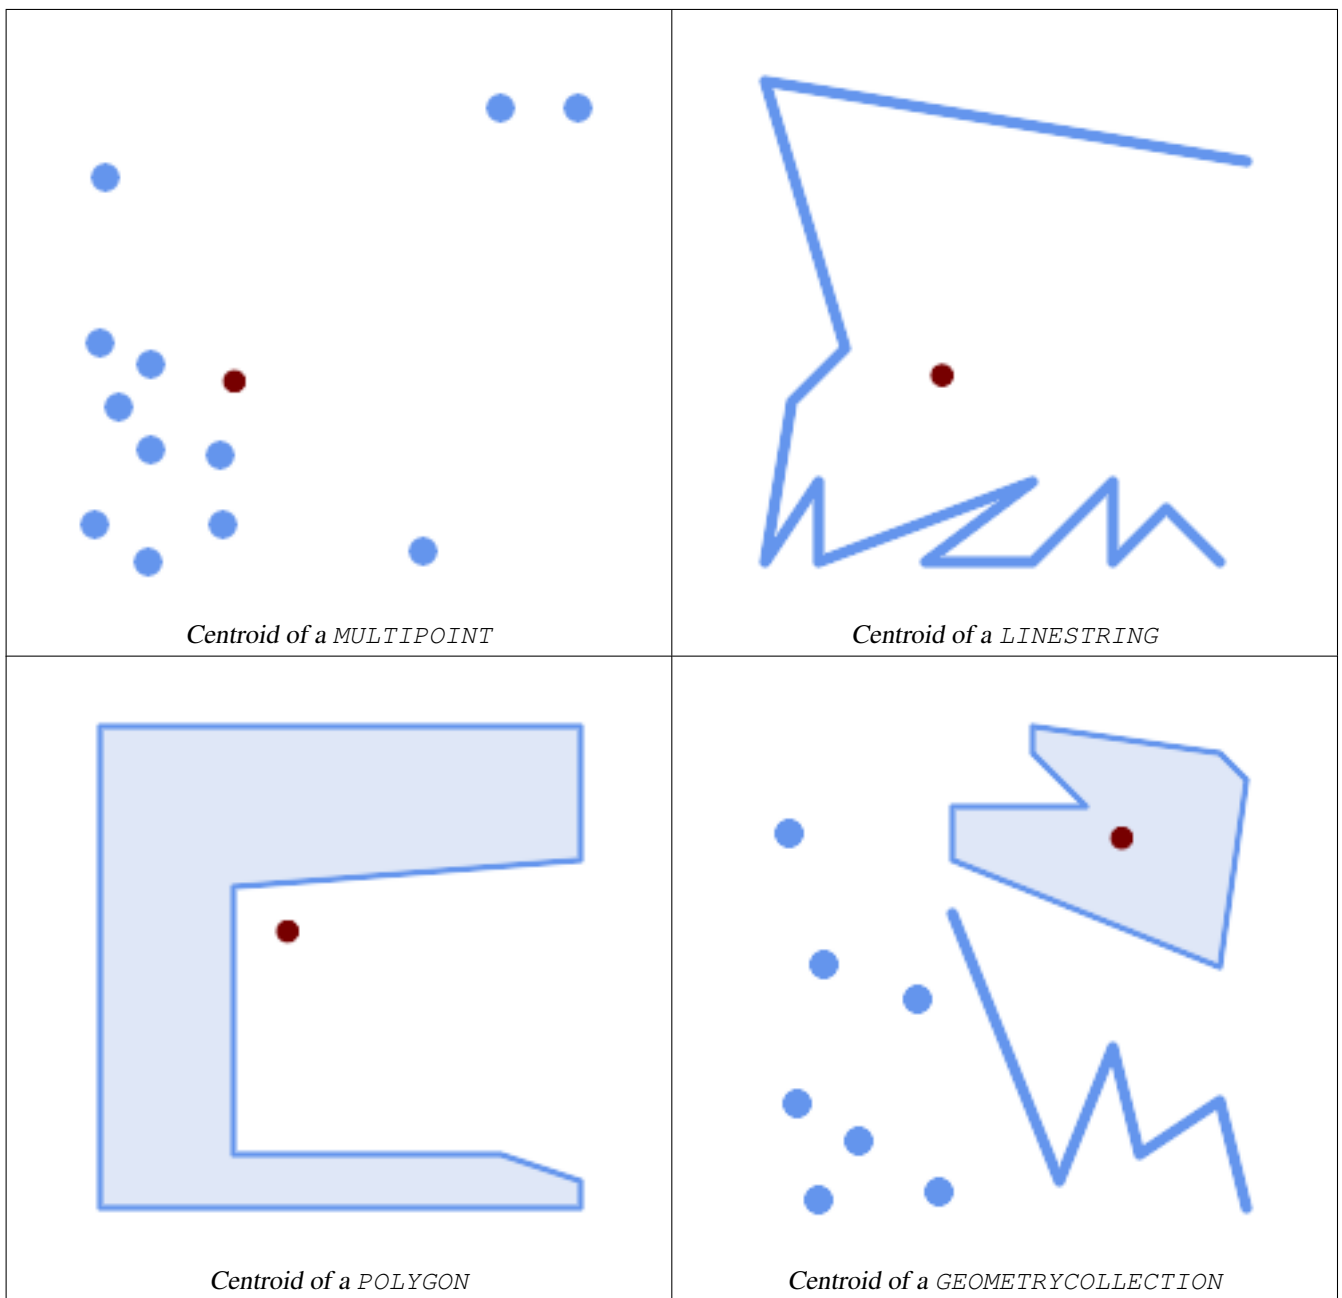 Centroid of a MULTIPOINT
Centroid of a LINESTRING
Centroid of a POLYGON
Centroid of a GEOMETRYCOLLECTION